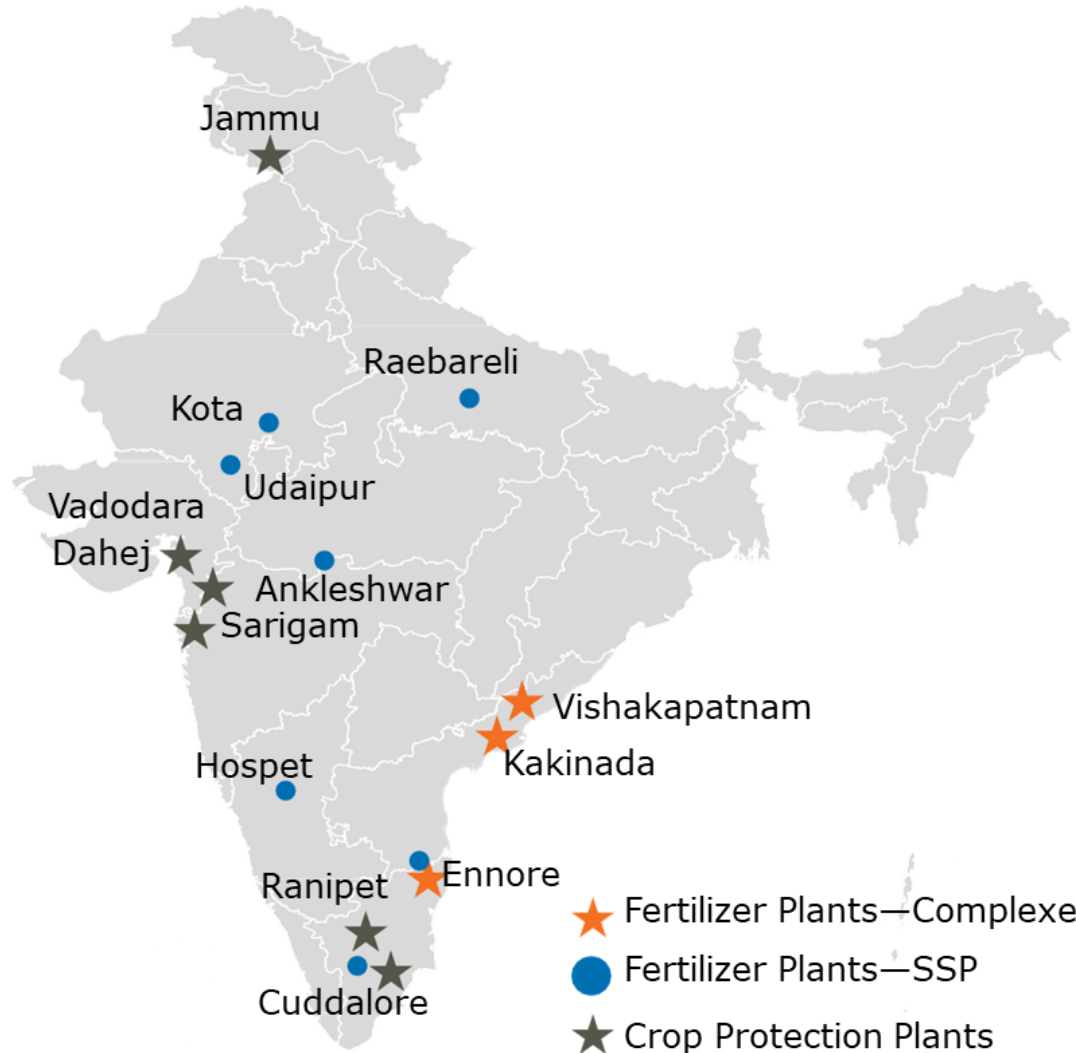 Jammu
Raebareli
Kota
Udaipur
Vadodara
Dahej
Ankleshwar
Sarigam
Vishakapatnam
Kakinada
Hospet
Ennore
Ranipet
Cuddalore
Fertilizer Plants—Complexe
Fertilizer Plants—SSP
Crop Protection Plants